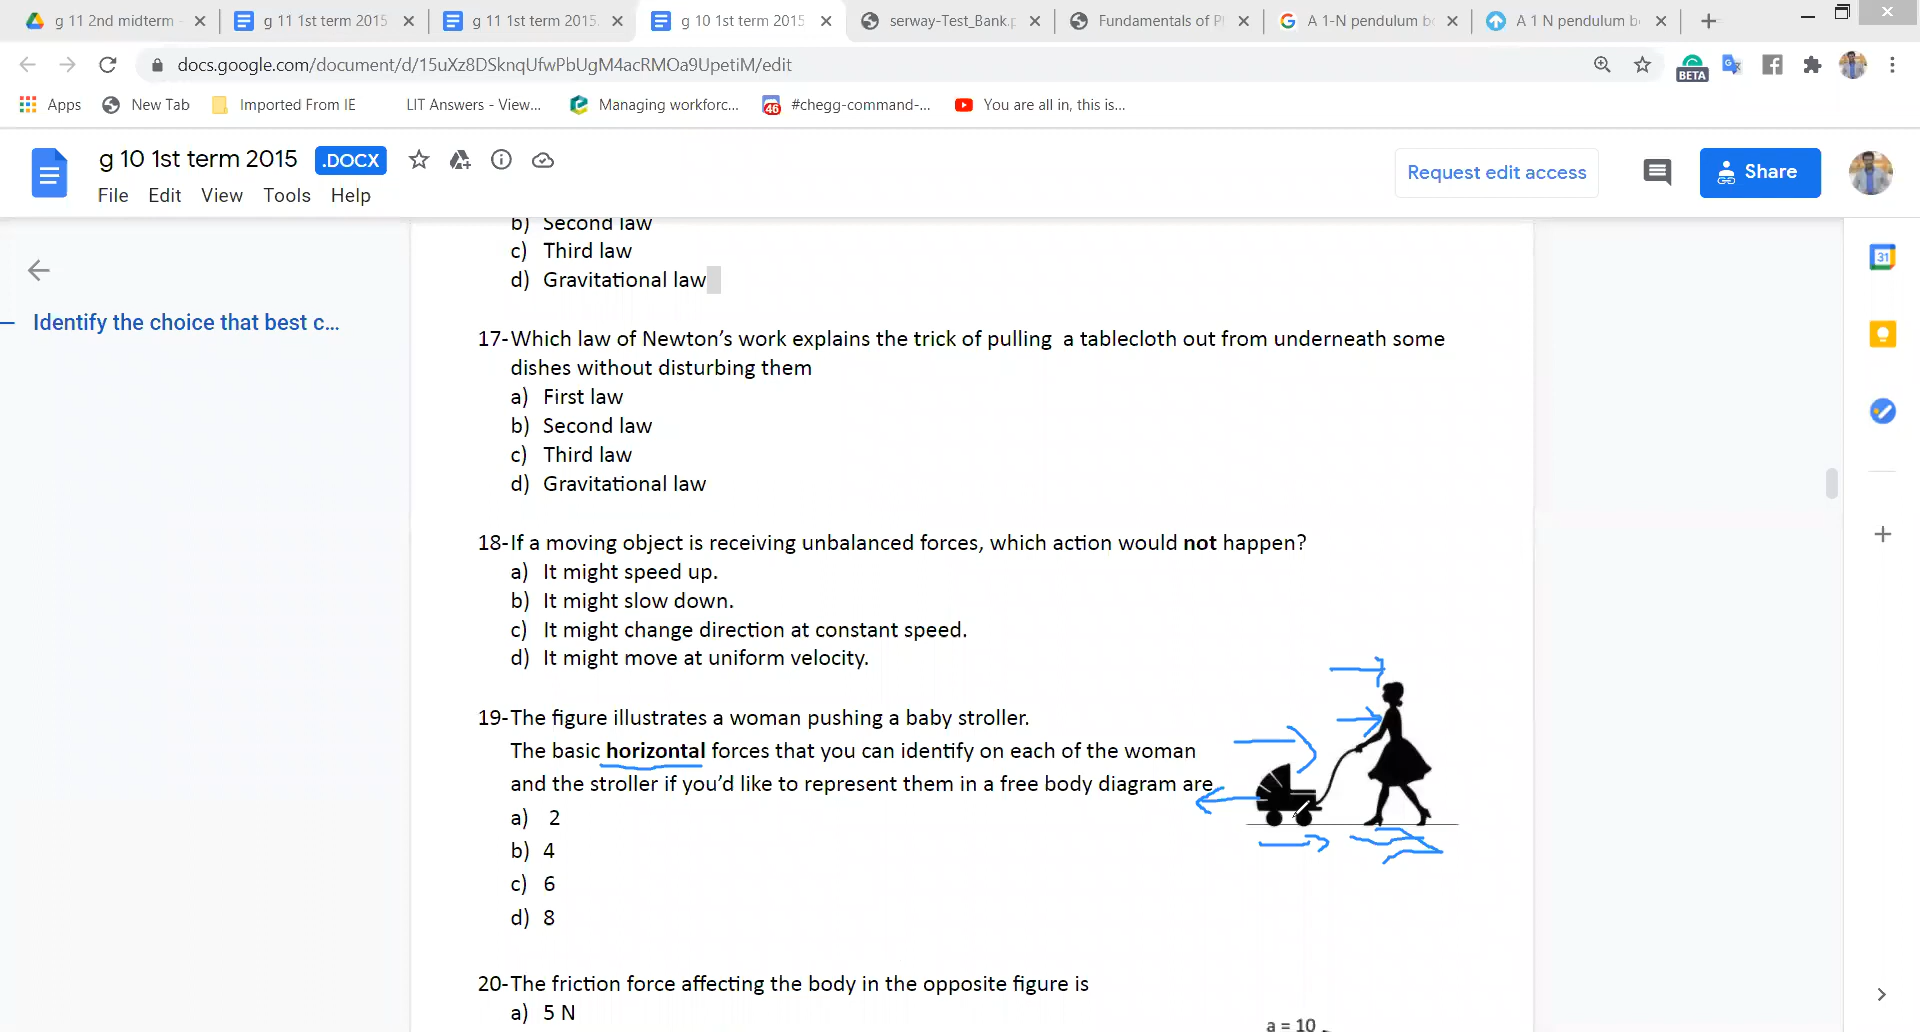 g 11 2nd midterm -
g 11 1st term 2015
g 11 1st term 2015.
g 10 1st term 2015
serway-Test_Bank.p
Fundamentals of P
A 1-N pendulum b
A 1 N pendulum b
docs.google.com/document/d/15uXz8DSknqUfwPbUgM4acRMOa9UpetiM/edit
BETA
Apps
New Tab
Imported From IE
LIT Answers - View...
Managing workforc...
46
#chegg-command-...
You are all in, this is...
g 10 1st term 2015
.DOCX
File Edit View Tools Help
Request edit access
Share
Identify the choice that best c...
31
b) Second law
c) Third law
d) Gravitational law
17-Which law of Newton’s work explains the trick of pulling a tablecloth out from underneath some
dishes without disturbing them
a) First law
b) Second law
c) Third law
d) Gravitational law
18-If a moving object is receiving unbalanced forces, which action would not happen?
a) It might speed up.
b) It might slow down.
c) It might change direction at constant speed.
d) It might move at uniform velocity.
19-The figure illustrates a woman pushing a baby stroller.
The basic horizontal forces that you can identify on each of the woman
and the stroller if you’d like to represent them in a free body diagram are
a) 2
b) 4
c) 6
d) 8
20-The friction force affecting the body in the opposite figure is
a) 5 N
a = 10